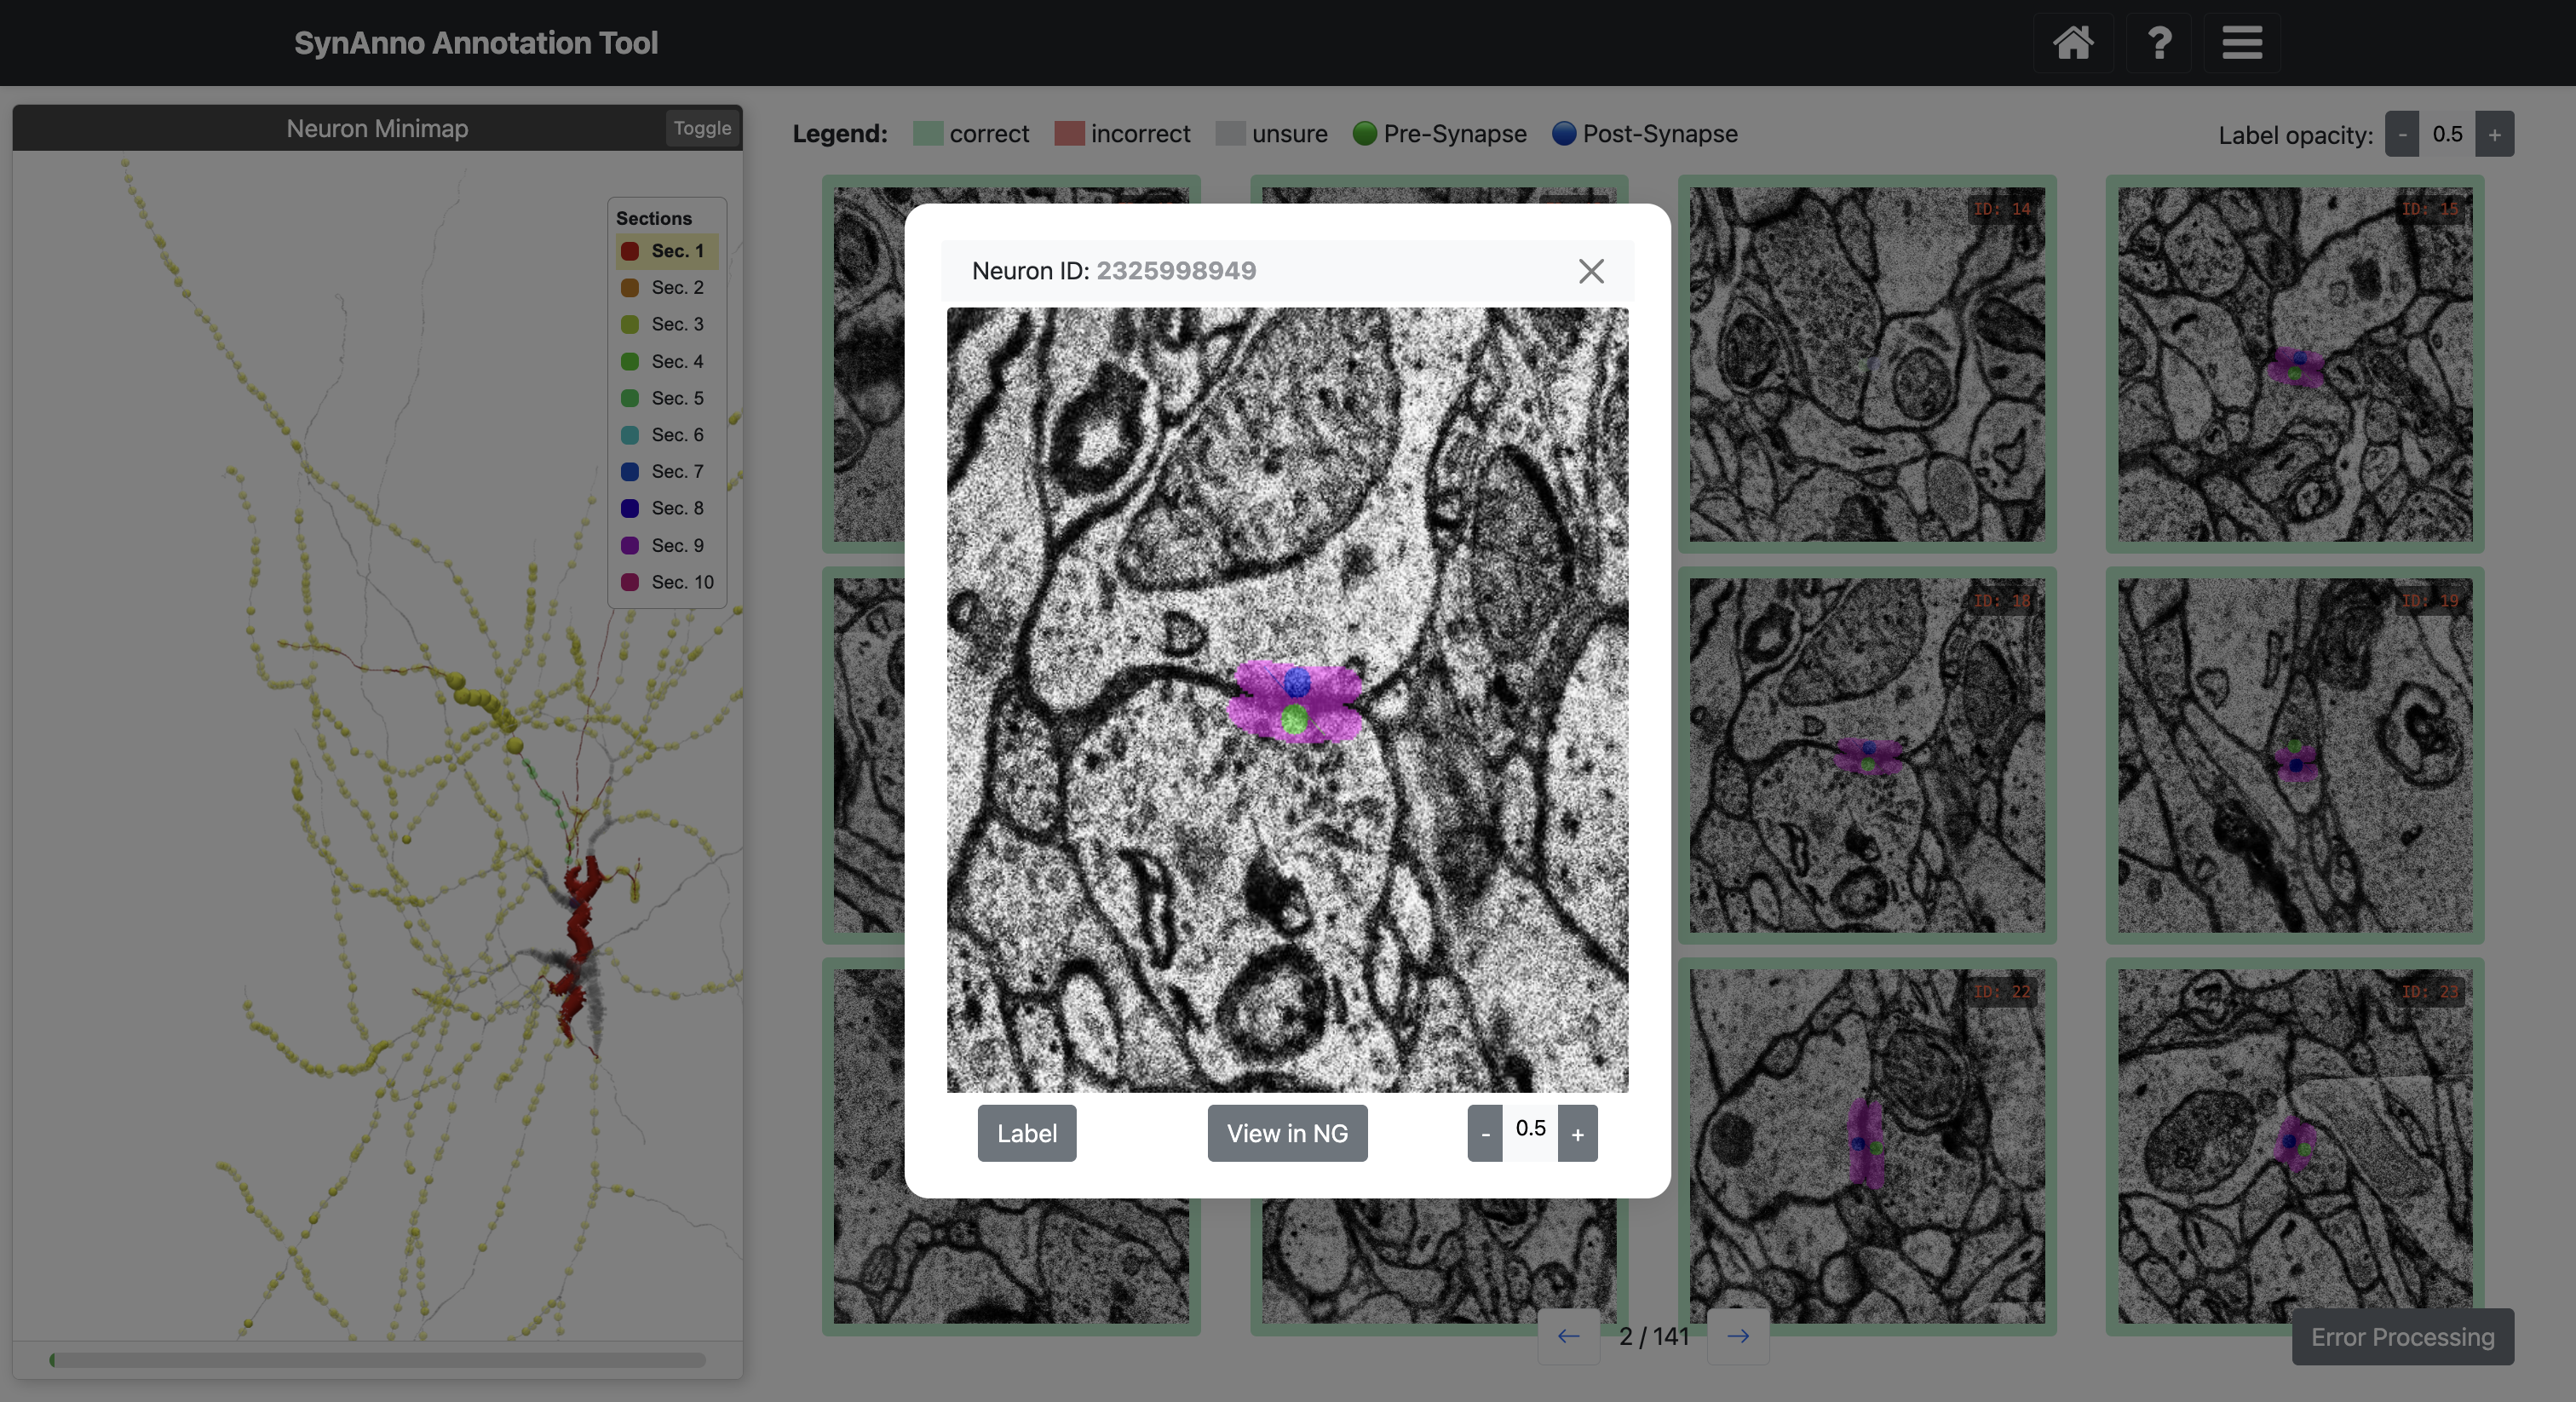 SynAnno Annotation Tool
?
Neuron Minimap
Toggle
Sections
Sec. 1
Sec. 2
Sec. 3
Sec. 4
Sec. 5
Sec. 6
Sec. 7
Sec. 8
Sec. 9
Sec. 10
Legend: correct incorrect unsure Pre-Synapse Post-Synapse
Label opacity: - 0.5 +
ID: 14
ID: 15
Neuron ID: 2325998949
ID: 18
ID: 19
ID: 22
ID: 23
Label
View in NG
- 0.5 +
← 2 / 141 →
Error Processing